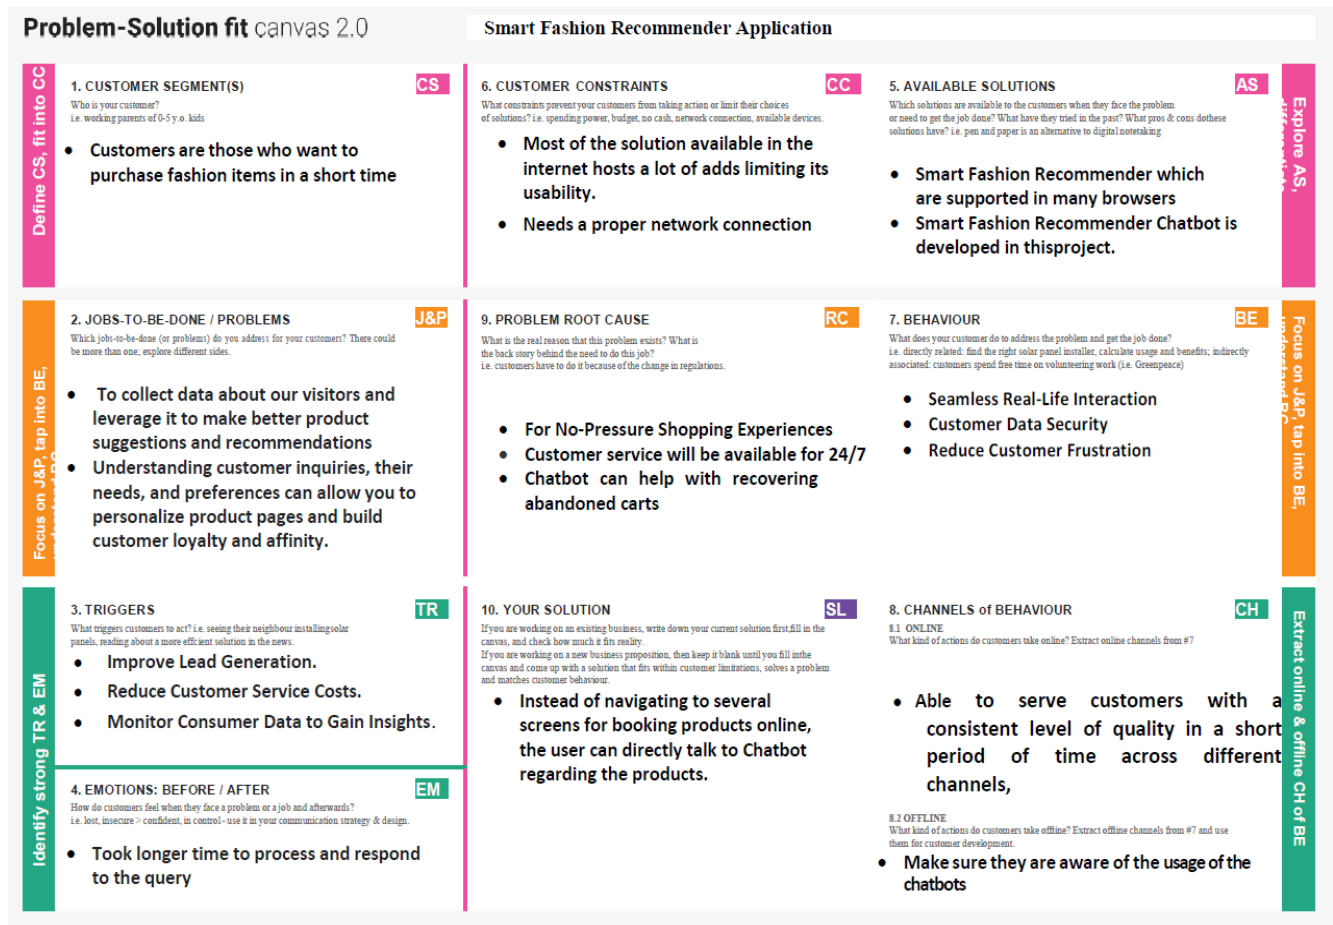 Problem-Solution fit canvas 2.0
Smart Fashion Recommender Application
Define CS, fit into CC
1. CUSTOMER SEGMENT(S)
CS
Who is your customer?
i.e. working parents of 0-5 y.o. kids
• Customers are those who want to
purchase fashion items in a short time
6. CUSTOMER CONSTRAINTS
CC
What constraints prevent your customers from taking action or limit their choices
of solutions? i.e. spending power, budget, no cash, network connection, available devices.
• Most of the solution available in the
internet hosts a lot of adds limiting its
usability.
• Needs a proper network connection
5. AVAILABLE SOLUTIONS
AS
Which solutions are available to the customers when they face the problem
or need to get the job done? What have they tried in the past? What pros & cons dothese
solutions have? i.e. pen and paper is an alternative to digital notetaking
• Smart Fashion Recommender which
are supported in many browsers
• Smart Fashion Recommender Chatbot is
developed in thisproject.
Explore AS,
Focus on J&P, tap into BE,
2. JOBS-TO-BE-DONE / PROBLEMS
J&P
Which jobs-to-be-done (or problems) do you address for your customers? There could
be more than one; explore different sides.
• To collect data about our visitors and
leverage it to make better product
suggestions and recommendations
• Understanding customer inquiries, their
needs, and preferences can allow you to
personalize product pages and build
customer loyalty and affinity.
9. PROBLEM ROOT CAUSE
RC
What is the real reason that this problem exists? What is
the back story behind the need to do this job?
i.e. customers have to do it because of the change in regulations.
• For No-Pressure Shopping Experiences
• Customer service will be available for 24/7
• Chatbot can help with recovering
abandoned carts
7. BEHAVIOUR
BE
What does your customer do to address the problem and get the job done?
i.e. directly related: find the right solar panel installer, calculate usage and benefits; indirectly
associated: customers spend free time on volunteering work (i.e. Greenpeace)
• Seamless Real-Life Interaction
• Customer Data Security
• Reduce Customer Frustration
Focus on J&P, tap into BE,
Identify strong TR & EM
3. TRIGGERS
TR
What triggers customers to act? i.e. seeing their neighbour installingsolar
panels, reading about a more efficient solution in the news.
• Improve Lead Generation.
• Reduce Customer Service Costs.
• Monitor Consumer Data to Gain Insights.
4. EMOTIONS: BEFORE / AFTER
EM
How do customers feel when they face a problem or a job and afterwards?
i.e. lost, insecure > confident, in control - use it in your communication strategy & design.
• Took longer time to process and respond
to the query
10. YOUR SOLUTION
SL
If you are working on an existing business, write down your current solution first,fill in the
canvas, and check how much it fits reality.
If you are working on a new business proposition, then keep it blank until you fill inthe
canvas and come up with a solution that fits within customer limitations, solves a problem
and matches customer behaviour.
• Instead of navigating to several
screens for booking products online,
the user can directly talk to Chatbot
regarding the products.
8. CHANNELS of BEHAVIOUR
CH
8.1 ONLINE
What kind of actions do customers take online? Extract online channels from #7
• Able to serve customers with a
consistent level of quality in a short
period of time across different
channels,
8.2 OFFLINE
What kind of actions do customers take offline? Extract offline channels from #7 and use
them for customer development.
• Make sure they are aware of the usage of the
chatbots
Extract online & offline CH of BE